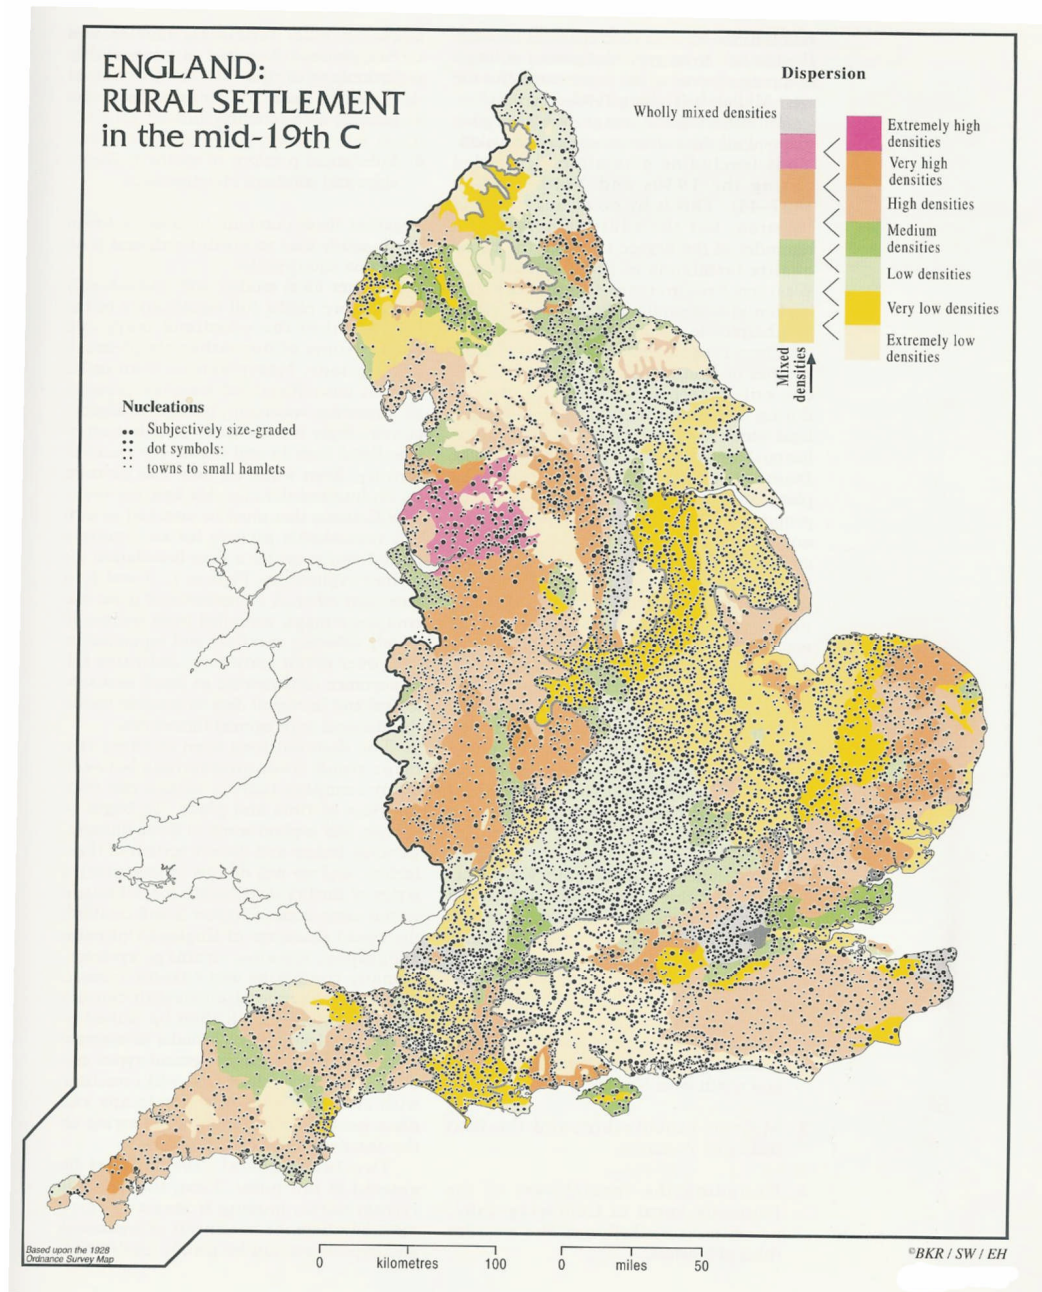 ENGLAND:
RURAL SETTLEMENT
in the mid-19th C
Dispersion
Wholly mixed densities
Extremely high
densities
Very high
densities
High densities
Medium
densities
Low densities
Very low densities
Extremely low
densities
Mixed
densities
Nucleations
Subjectively size-graded
dot symbols:
towns to small hamlets
Based upon the 1928
Ordnance Survey Map
0 kilometres 100 0 miles 50
©BKR / SW / EH